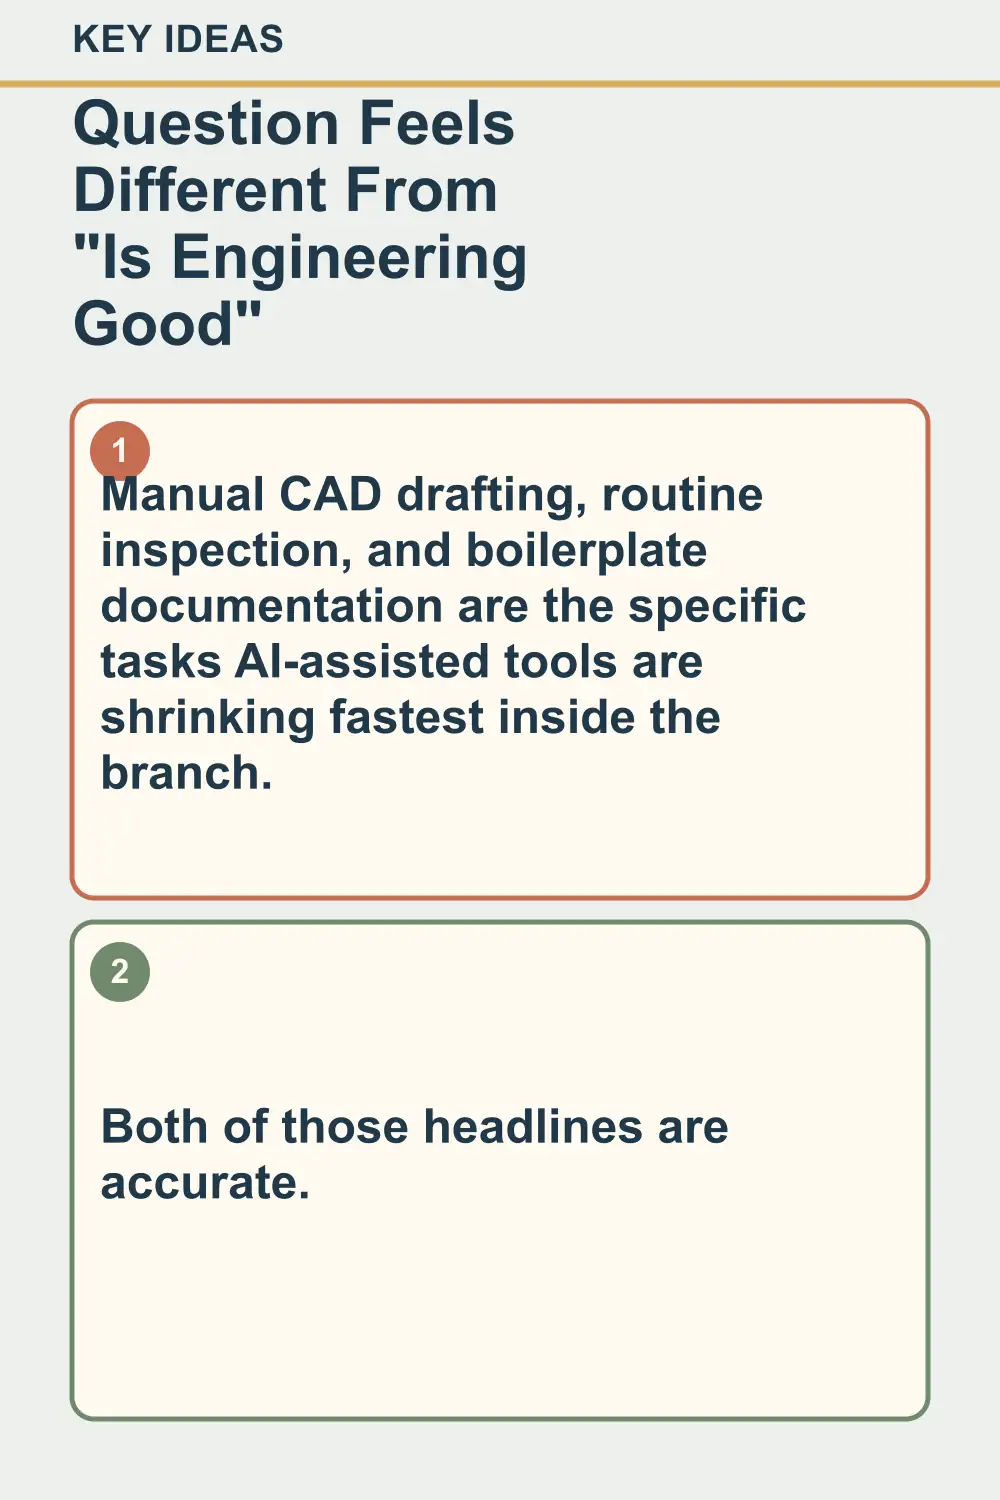 KEY IDEAS
Question Feels
Different From
"Is Engineering
Good"
1
Manual CAD drafting, routine
inspection, and boilerplate
documentation are the specific
tasks AI-assisted tools are
shrinking fastest inside the
branch.
2
Both of those headlines are
accurate.